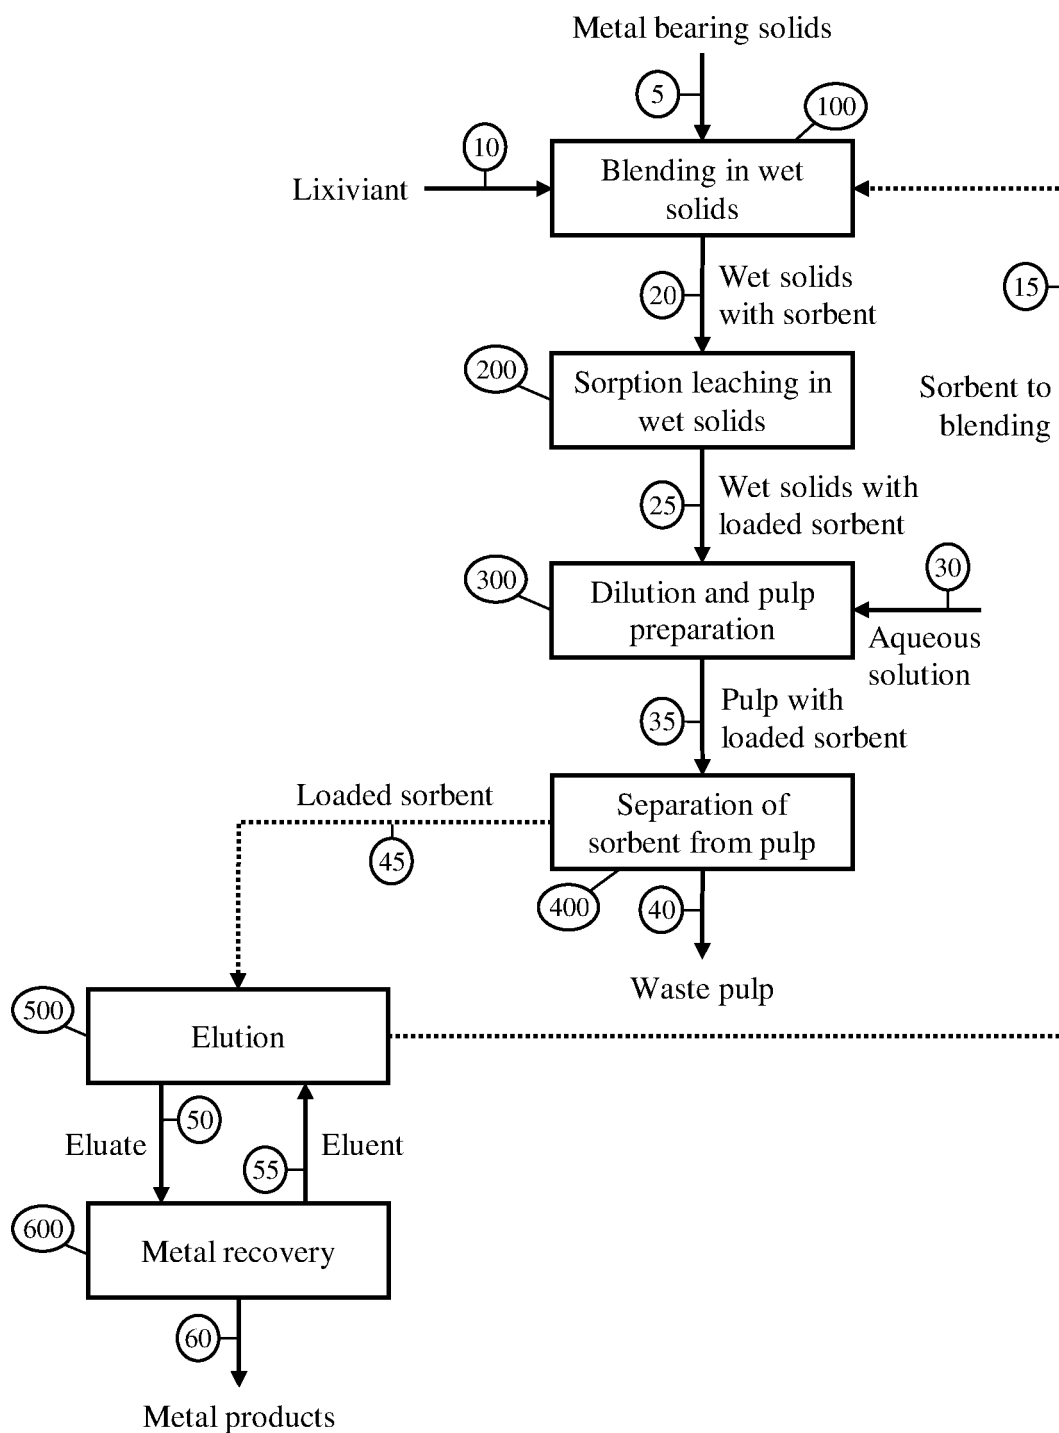 Metal bearing solids
5
100
10
Lixiviant
Blending in wet
solids
20
Wet solids
with sorbent
15
200
Sorption leaching in
wet solids
Sorbent to
blending
25
Wet solids with
loaded sorbent
300
Dilution and pulp
preparation
30
Aqueous
solution
35
Pulp with
loaded sorbent
Loaded sorbent
45
Separation of
sorbent from pulp
400
40
Waste pulp
500
Elution
50
Eluate
55
Eluent
600
Metal recovery
60
Metal products